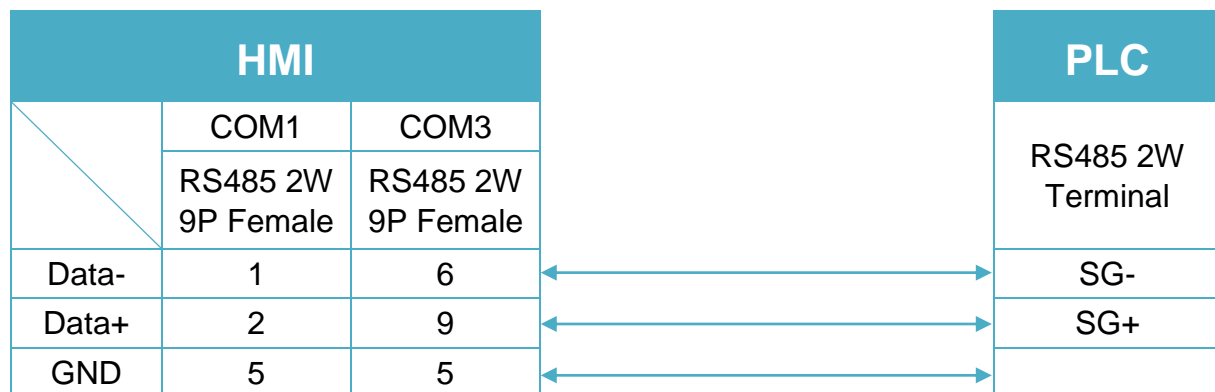 HMI PLC
COM1 COM3
RS485 2W RS485 2W RS485 2W
9P Female 9P Female Terminal
Data- 1 6 SG-
Data+ 2 9 SG+
GND 5 5